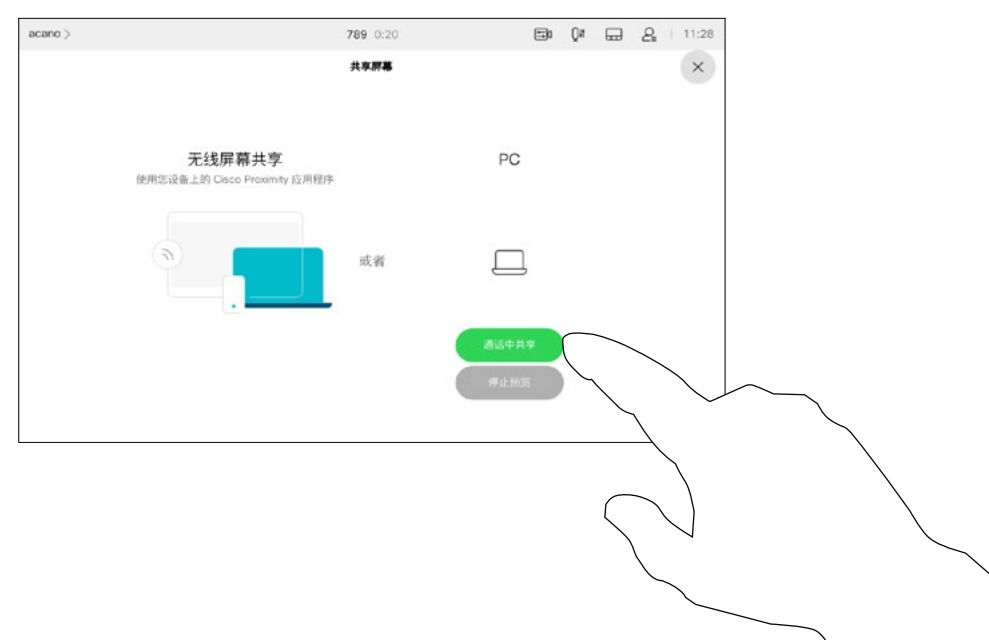 acano >
789 0:20
11:28
共享屏幕
无线屏幕共享
使用您设备上的 Cisco Proximity 应用程序
或者
PC
通话中共享
停止预览